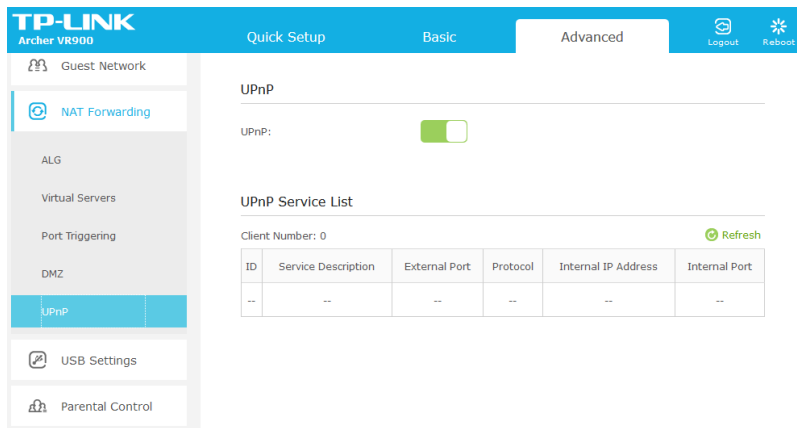 TP-LINK
Archer VR900
Quick Setup
Basic
Advanced
Logout
Reboot
Guest Network
NAT Forwarding
ALG
Virtual Servers
Port Triggering
DMZ
UPnP
USB Settings
Parental Control
UPnP
UPnP:
UPnP Service List
Client Number: 0
Refresh
ID Service Description External Port Protocol Internal IP Address Internal Port
-- -- -- -- -- --